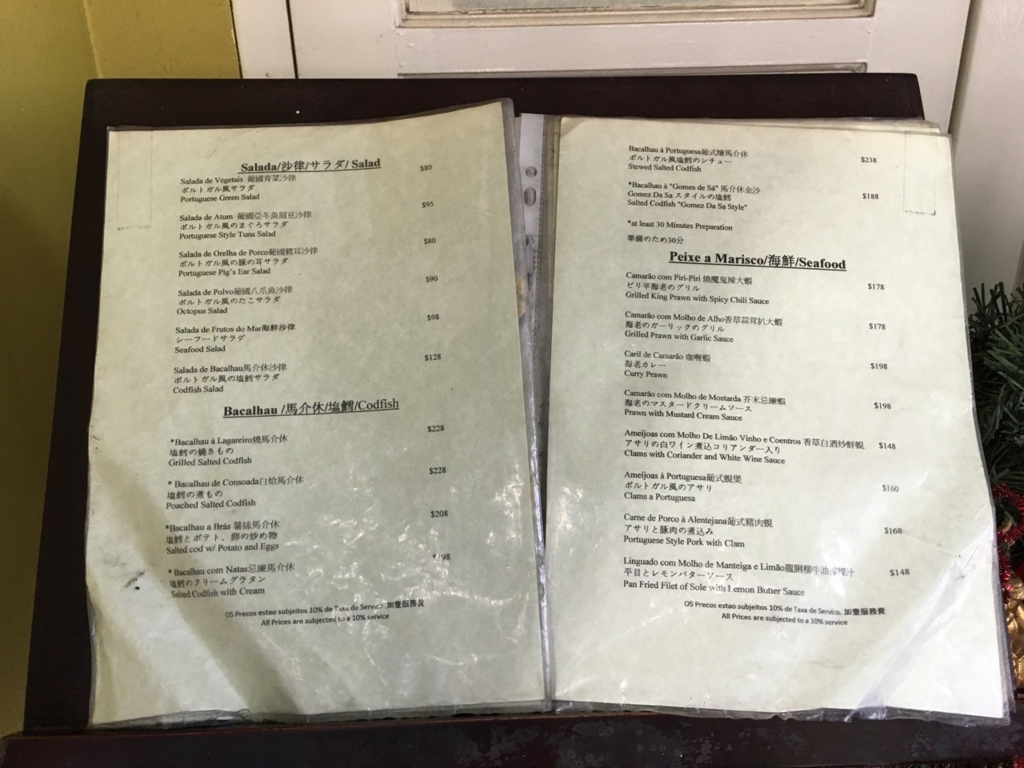 Salada/沙律/サラダ/ Salad
Salada de Vegetais 葡國青菜沙律 $80
ポルトガル風サラダ
Portuguese Green Salad
Salada de Atum 葡國亞冬魚眉豆沙律 $95
ポルトガル風のまぐろサラダ
Portuguese Style Tuna Salad
Salada de Orelha de Porco葡國豬耳沙律 $80
ポルトガル風の豚の耳サラダ
Portuguese Pig's Ear Salad
Salada de Polvo葡國八爪魚沙律 $90
ポルトガル風のたこサラダ
Octopus Salad
Salada de Frutos do Mar海鮮沙律 $98
シーフードサラダ
Seafood Salad
Salada de Bacalhau馬介休沙律 $128
ポルトガル風の塩鱈サラダ
Codfish Salad
Bacalhau /馬介休/塩鱈/Codfish
*Bacalhau à Lagareiro燒馬介休 $228
塩鱈の焼きもの
Grilled Salted Codfish
* Bacalhau de Consoada白烚馬介休 $228
塩鱈の煮もの
Poached Salted Codfish
*Bacalhau a Brás 薯絲馬介休 $208
塩鱈とポテト、卵の炒め物
Salted cod w/ Potato and Eggs
* Bacalhau com Natas忌廉馬介休
塩鱈のクリームグラタン
Salted Codfish with Cream
OS Precos estao subjeitos 10% de Taxa de Servico. 加壹服務費
All Prices are subjected to a 10% service
Bacalhau à Portuguesa葡式燴馬介休 $238
ポルトガル風塩鱈のシチュー
Stewed Salted Codfish
*Bacalhau à "Gomes de Sá" 馬介休金沙 $188
Gomez Da Sa スタイルの塩鱈
Salted Codfish "Gomez Da Sa Style"
*at least 30 Minutes Preparation
準備のため30分
Peixe a Marisco/海鮮/Seafood
Camarão com Piri-Piri 燒魔鬼辣大蝦 $178
ピリ辛海老のグリル
Grilled King Prawn with Spicy Chili Sauce
Camarão com Molho de Alho香草蒜茸扒大蝦 $178
海老のガーリックのグリル
Grilled Prawn with Garlic Sauce
Caril de Camarão 咖喱蝦 $198
海老カレー
Curry Prawn
Camarão com Molho de Mostarda 芥末忌廉蝦 $198
海老のマスタードクリームソース
Prawn with Mustard Cream Sauce
Ameijoas com Molho De Limão Vinho e Coentros 香草白酒炒鮮蜆 $148
アサリの白ワイン煮込コリアンダー入り
Clams with Coriander and White Wine Sauce
Ameijoas à Portuguesa葡式蜆煲 $160
ポルトガル風のアサリ
Clams a Portuguesa
Carne de Porco à Alentejana葡式豬肉蜆 $168
アサリと豚肉の煮込み
Portuguese Style Pork with Clam
Linguado com Molho de Manteiga e Limão龍脷柳牛油檸檬汁 $148
平目とレモンバターソース
Pan Fried Filet of Sole with Lemon Butter Sauce
OS Precos estao subjeitos 10% de Taxa de Servico. 加壹服務費
All Prices are subjected to a 10% service